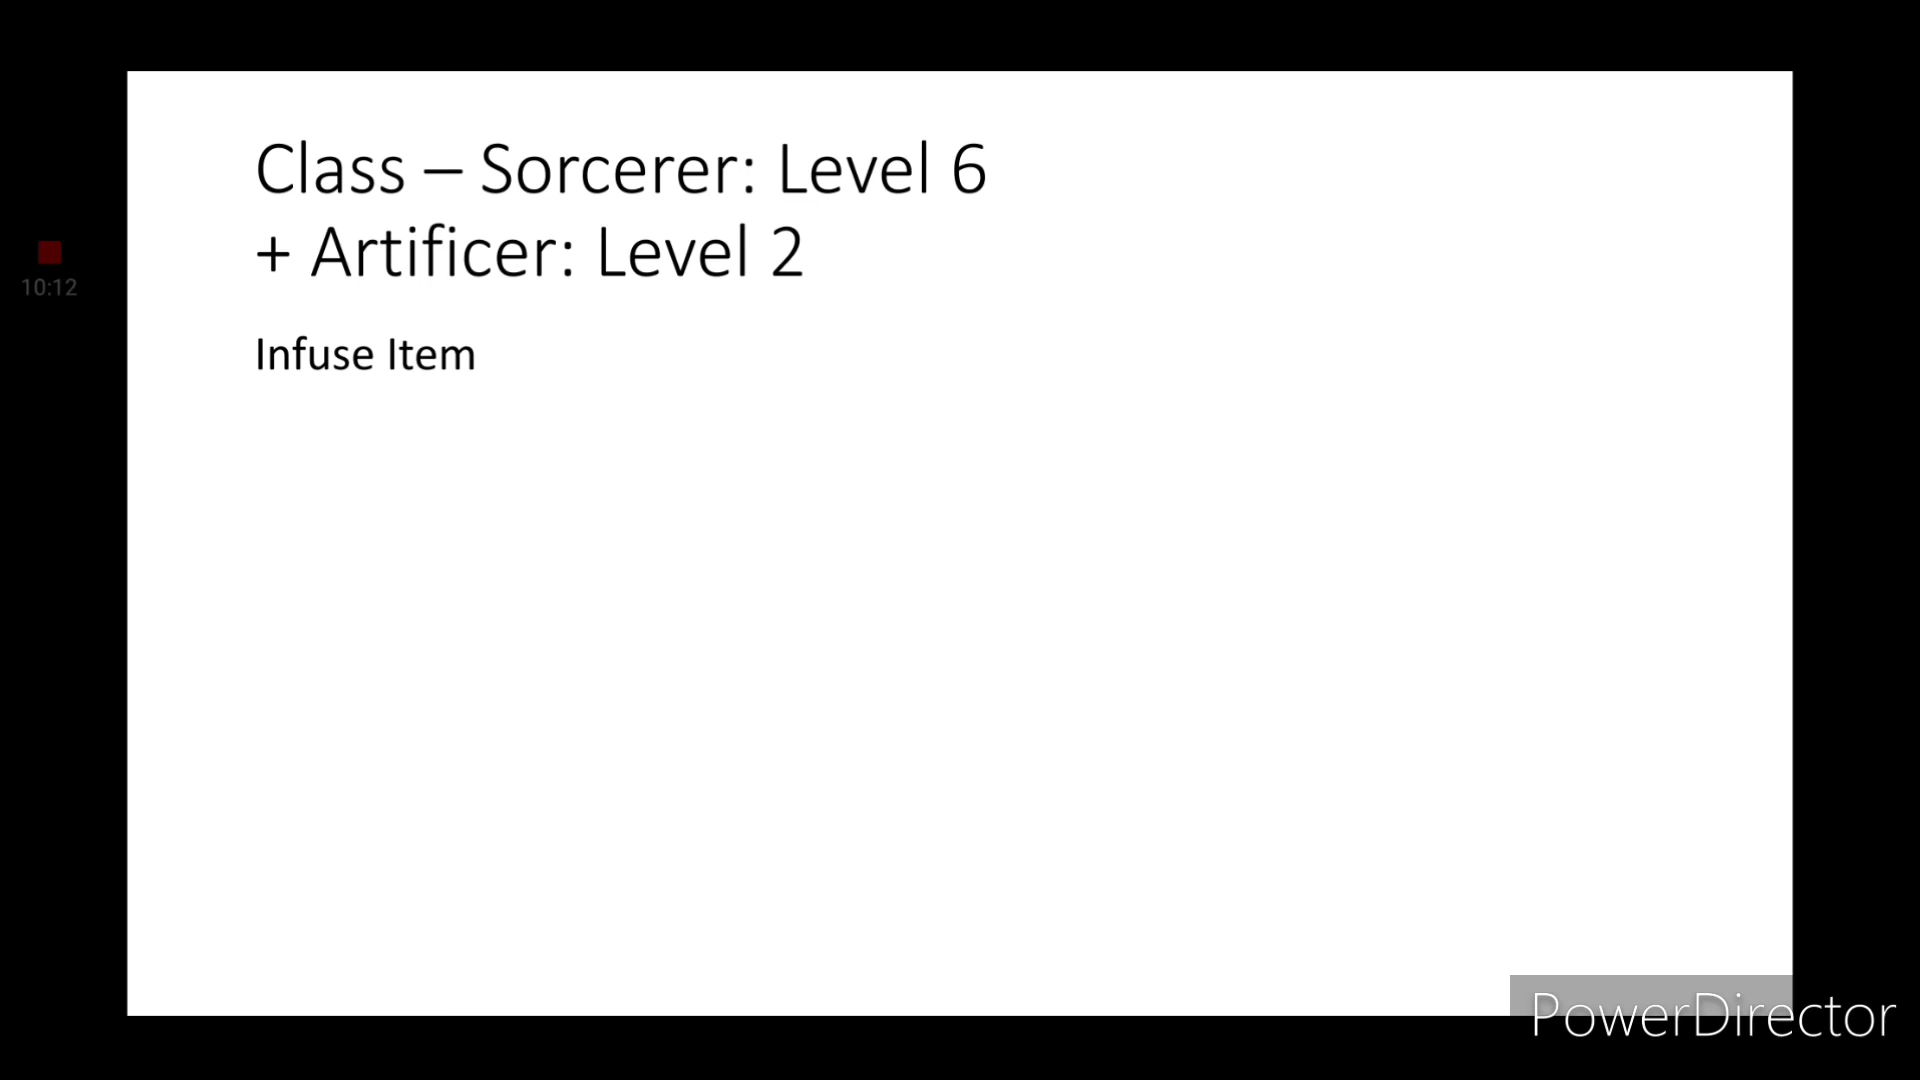 Class – Sorcerer: Level 6
+ Artificer: Level 2
Infuse Item
10:12
PowerDirector